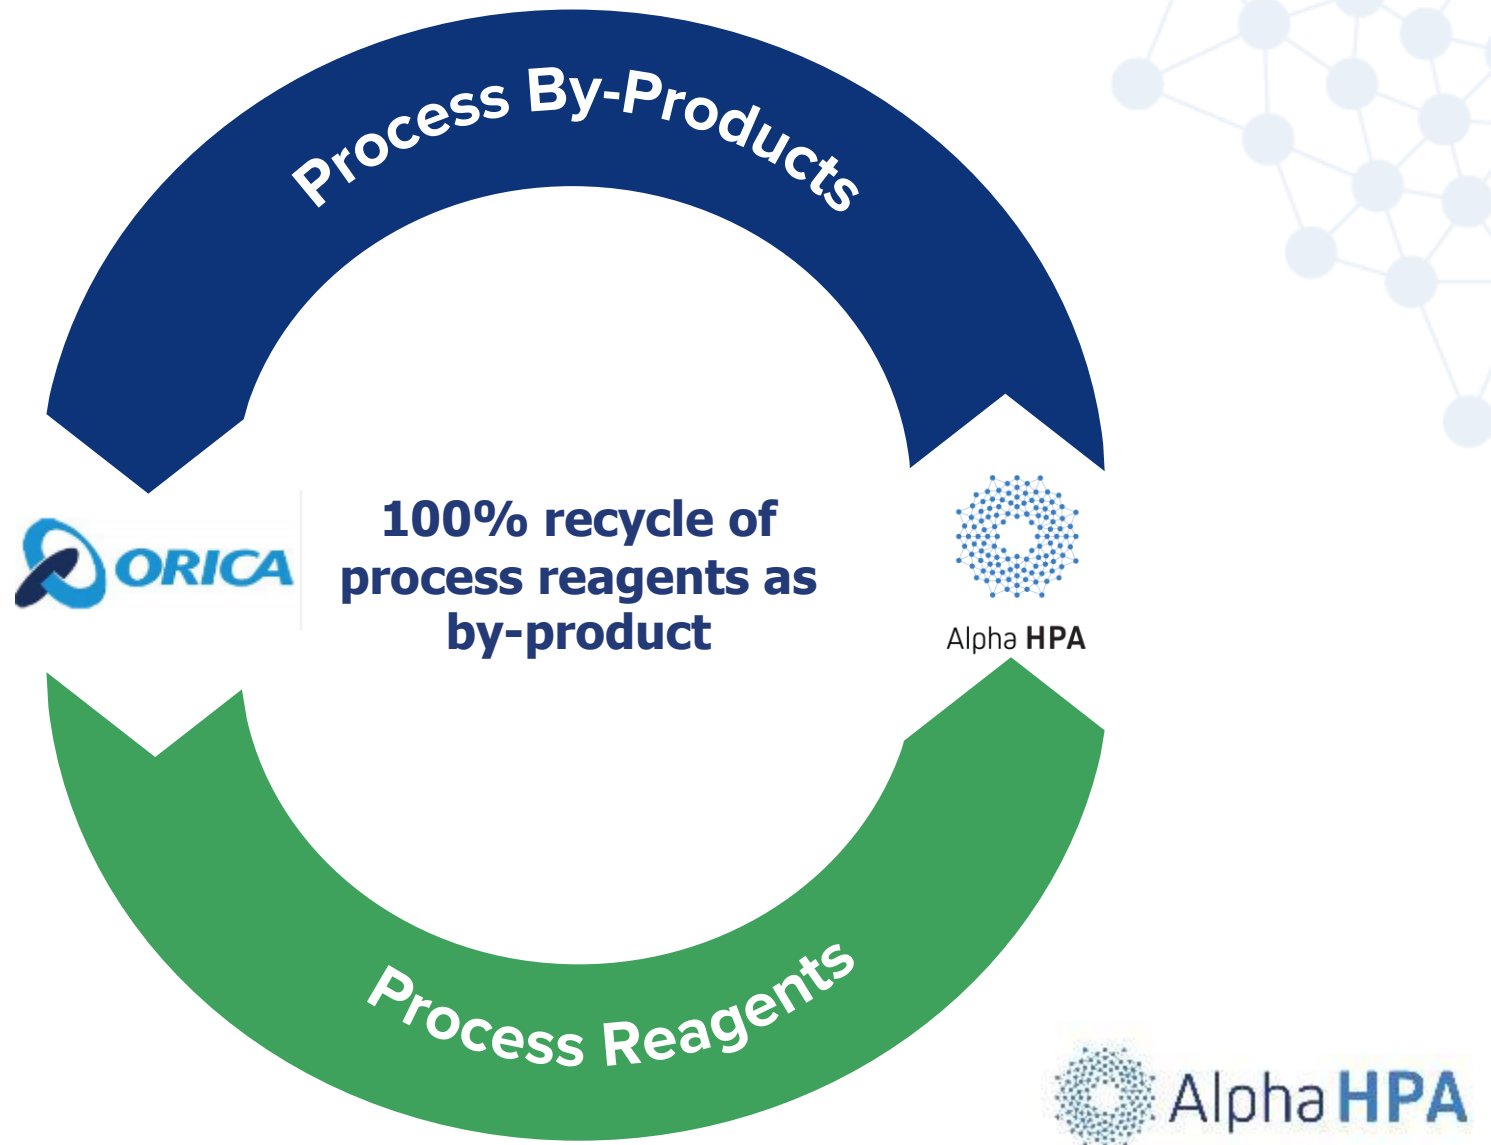 Process By-Products
ORICA
100% recycle of
process reagents as
by-product
Alpha HPA
Process Reagents
Alpha HPA